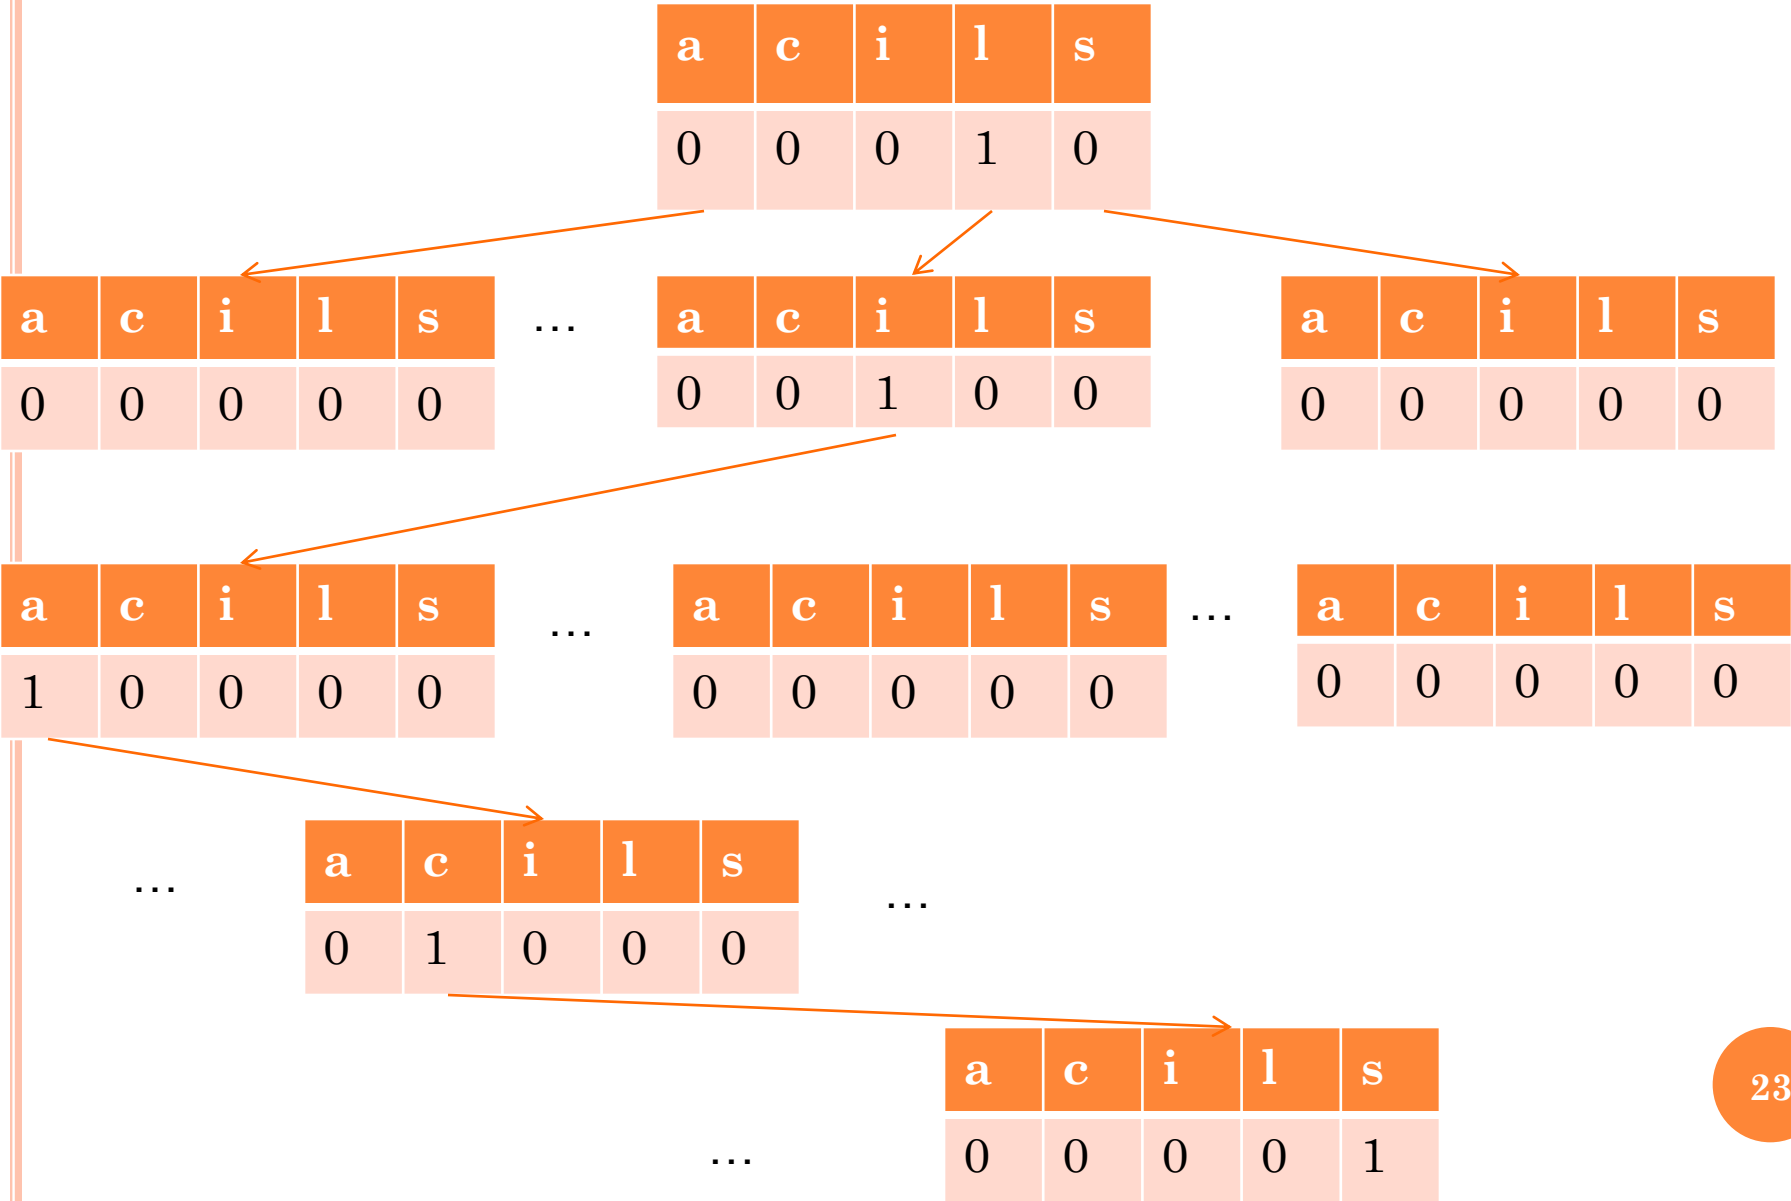 a c i l s
0 0 0 1 0
a c i l s ... a c i l s a c i l s
0 0 0 0 0 0 0 1 0 0 0 0 0 0 0
a c i l s ... a c i l s ... a c i l s
1 0 0 0 0 0 0 0 0 0 0 0 0 0 0
... a c i l s ...
0 1 0 0 0
a c i l s
23
... 0 0 0 0 1